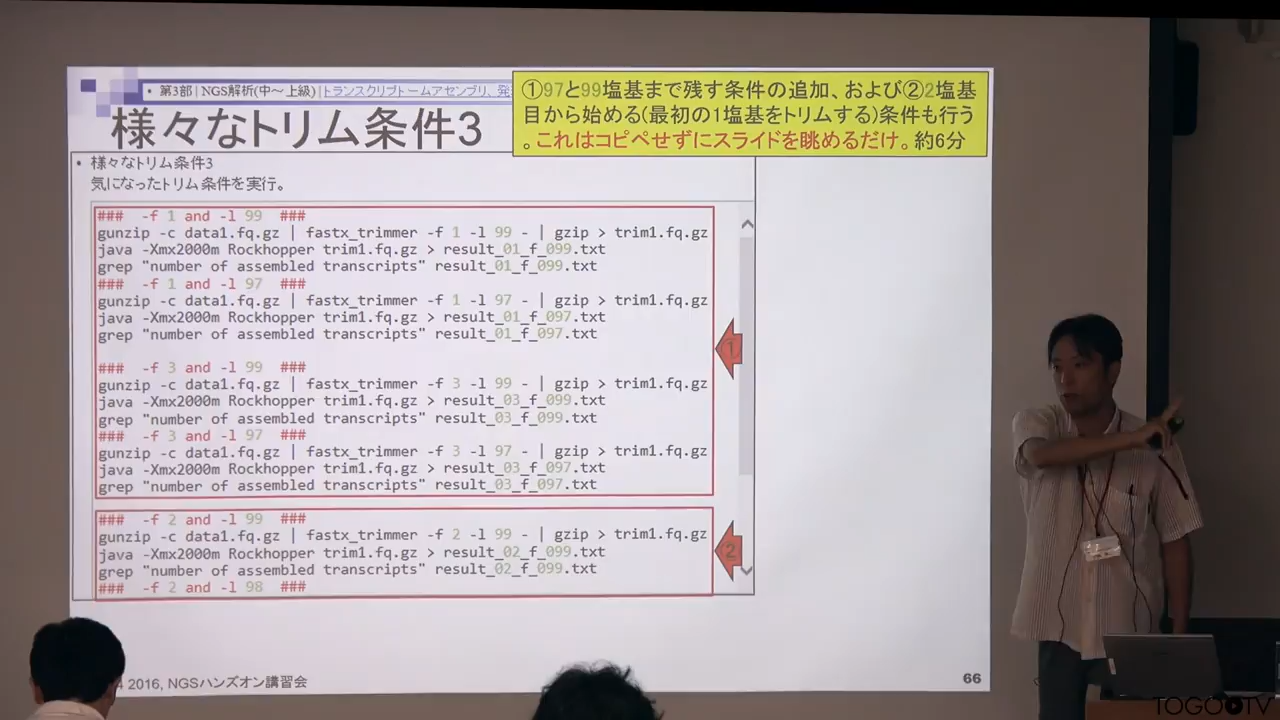 • 第3部 | NGS解析(中～上級) | トランスクリプトームアセンブリ、発
様々なトリム条件3
①97と99塩基まで残す条件の追加、および②2塩基
目から始める(最初の1塩基をトリムする)条件も行う
。これはコピペせずにスライドを眺めるだけ。約6分
• 様々なトリム条件3
気になったトリム条件を実行。
### -f 1 and -l 99 ###
gunzip -c data1.fq.gz | fastx_trimmer -f 1 -l 99 - | gzip > trim1.fq.gz
java -Xmx2000m Rockhopper trim1.fq.gz > result_01_f_099.txt
grep "number of assembled transcripts" result_01_f_099.txt
### -f 1 and -l 97 ###
gunzip -c data1.fq.gz | fastx_trimmer -f 1 -l 97 - | gzip > trim1.fq.gz
java -Xmx2000m Rockhopper trim1.fq.gz > result_01_f_097.txt
grep "number of assembled transcripts" result_01_f_097.txt
### -f 3 and -l 99 ###
gunzip -c data1.fq.gz | fastx_trimmer -f 3 -l 99 - | gzip > trim1.fq.gz
java -Xmx2000m Rockhopper trim1.fq.gz > result_03_f_099.txt
grep "number of assembled transcripts" result_03_f_099.txt
### -f 3 and -l 97 ###
gunzip -c data1.fq.gz | fastx_trimmer -f 3 -l 97 - | gzip > trim1.fq.gz
java -Xmx2000m Rockhopper trim1.fq.gz > result_03_f_097.txt
grep "number of assembled transcripts" result_03_f_097.txt
①
### -f 2 and -l 99 ###
gunzip -c data1.fq.gz | fastx_trimmer -f 2 -l 99 - | gzip > trim1.fq.gz
java -Xmx2000m Rockhopper trim1.fq.gz > result_02_f_099.txt
grep "number of assembled transcripts" result_02_f_099.txt
### -f 2 and -l 98 ###
②
4 2016, NGSハンズオン講習会
66
TOGOTV